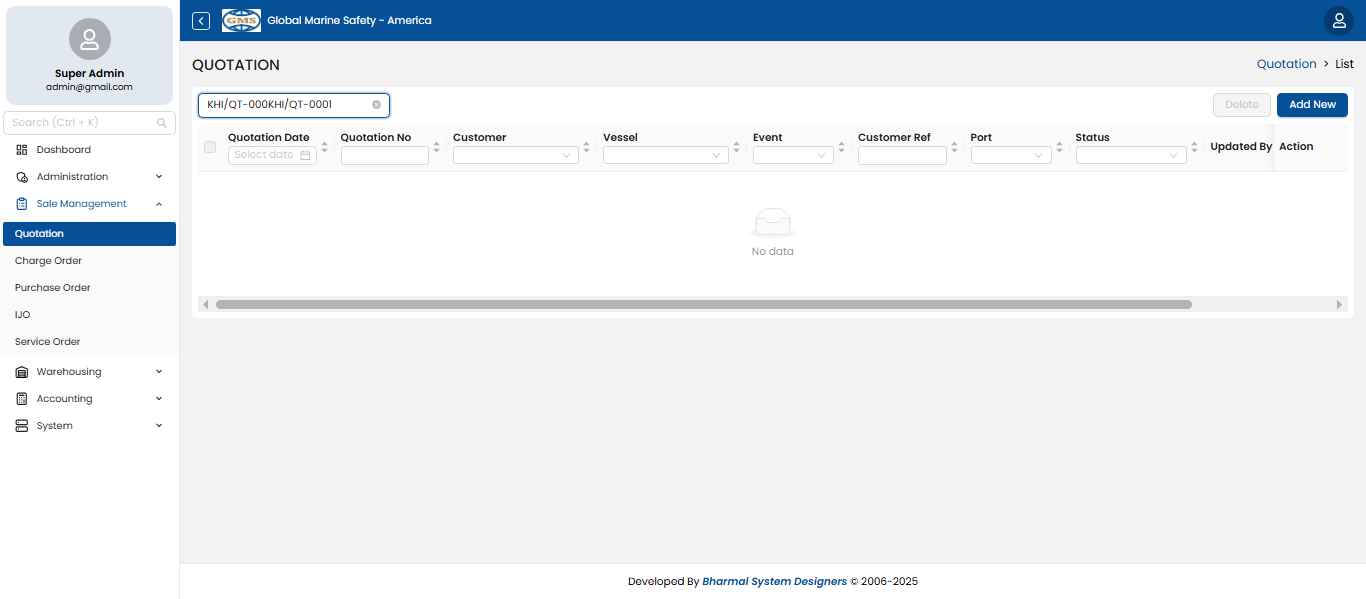 Super Admin
admin@gmail.com
Search (Ctrl + K)
Dashboard
Administration
Sale Management
Quotation
Charge Order
Purchase Order
IJO
Service Order
Warehousing
Accounting
System
GMS
Global Marine Safety - America
QUOTATION
Quotation > List
KHI/QT-000KHI/QT-0001
Delete
Add New
Quotation Date Quotation No Customer Vessel Event Customer Ref Port Status Updated By Action
Select date
No data
Developed By Bharmal System Designers © 2006-2025